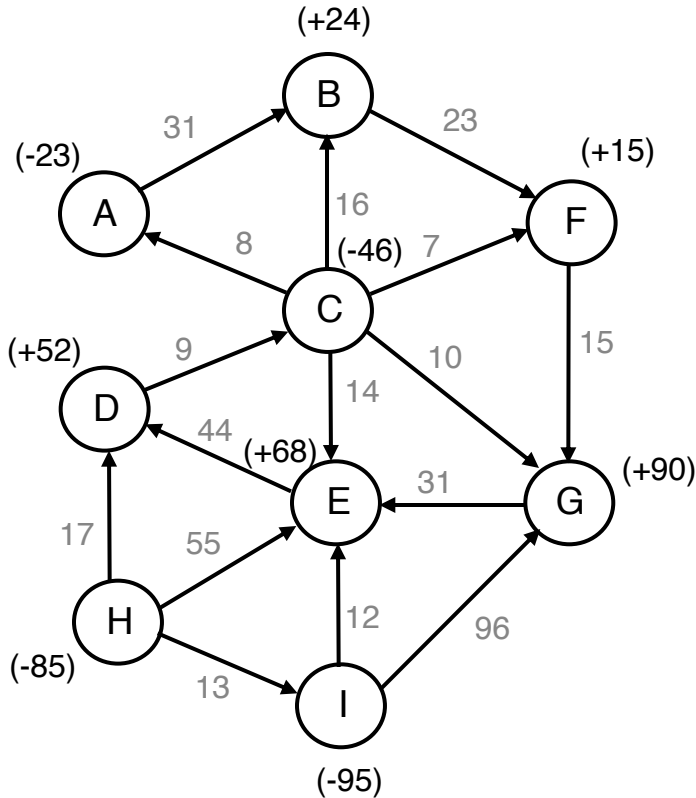 (+24)
B
31
23
(-23)
(+15)
A
F
16
8
(-46)
7
C
(+52)
9
10
15
D
14
44
(+68)
(+90)
31
E
G
17
55
H
12
96
(-85)
13
I
(-95)